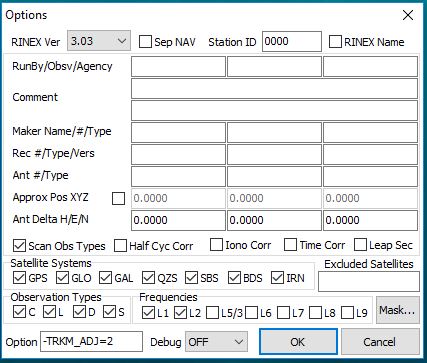 Options
RINEX Ver 3.03 Sep NAV Station ID 0000 RINEX Name
RunBy/Obsv/Agency
Comment
Maker Name/#/Type
Rec #/Type/Vers
Ant #/Type
Approx Pos XYZ 0.0000 0.0000 0.0000
Ant Delta H/E/N 0.0000 0.0000 0.0000
Scan Obs Types Half Cyc Corr Iono Corr Time Corr Leap Sec
Satellite Systems Excluded Satellites
GPS GLO GAL QZS SBS BDS IRN
Observation Types Frequencies
C L D S L1 L2 L5/3 L6 L7 L8 L9 Mask...
Option -TRKM_ADJ=2 Debug OFF OK Cancel